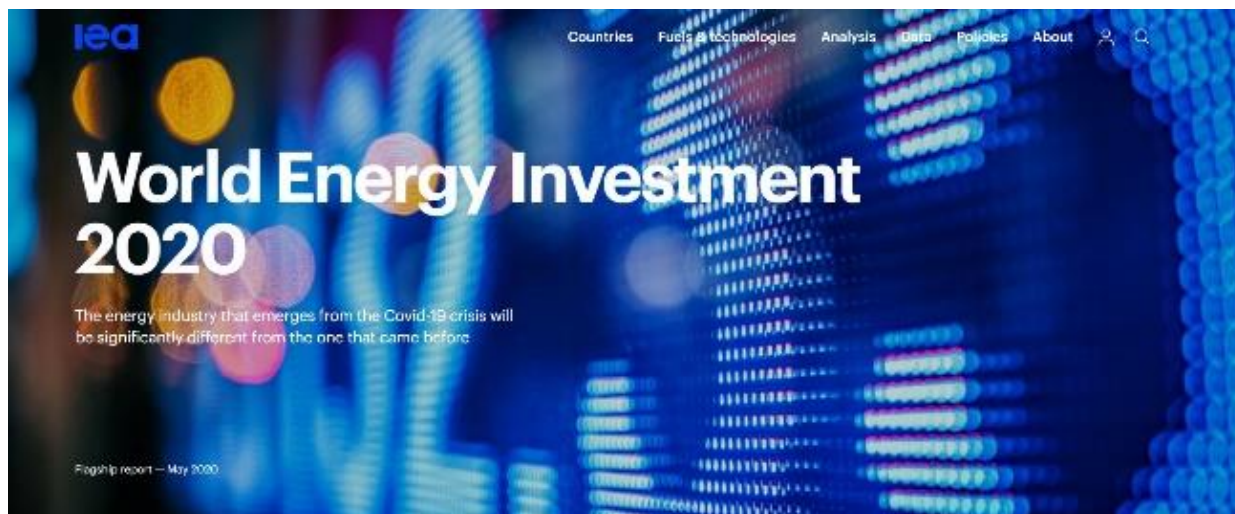 iea
Countries Fuels & technologies Analysis Data Policies About
World Energy Investment
2020
The energy industry that emerges from the Covid-19 crisis will
be significantly different from the one that came before
Flagship report — May 2020